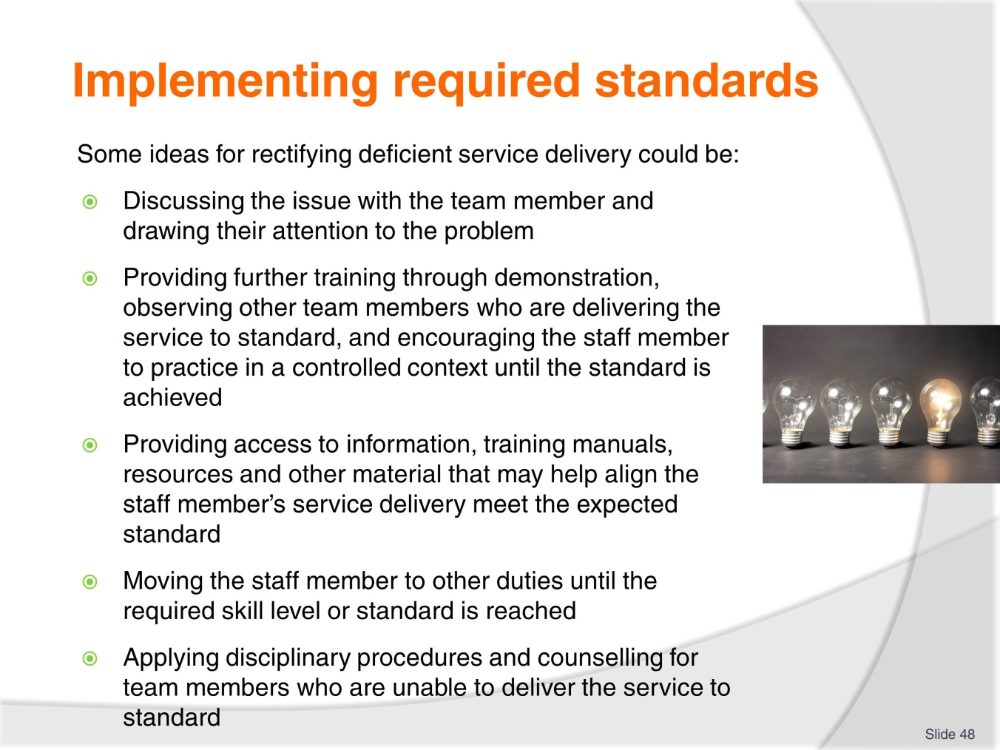 Implementing required standards
Some ideas for rectifying deficient service delivery could be:
Discussing the issue with the team member and
drawing their attention to the problem
Providing further training through demonstration,
observing other team members who are delivering the
service to standard, and encouraging the staff member
to practice in a controlled context until the standard is
achieved
Providing access to information, training manuals,
resources and other material that may help align the
staff member’s service delivery meet the expected
standard
Moving the staff member to other duties until the
required skill level or standard is reached
Applying disciplinary procedures and counselling for
team members who are unable to deliver the service to
standard
Slide 48